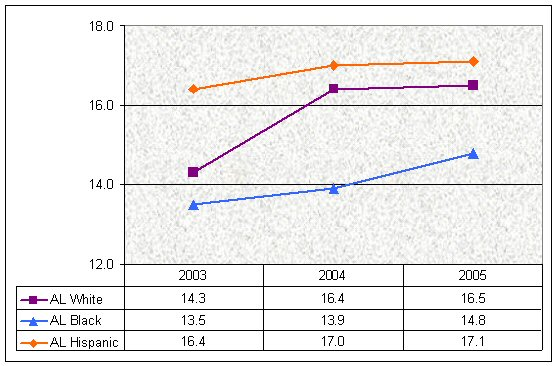 18.0
16.0
14.0
12.0
2003 2004 2005
AL White 14.3 16.4 16.5
AL Black 13.5 13.9 14.8
AL Hispanic 16.4 17.0 17.1